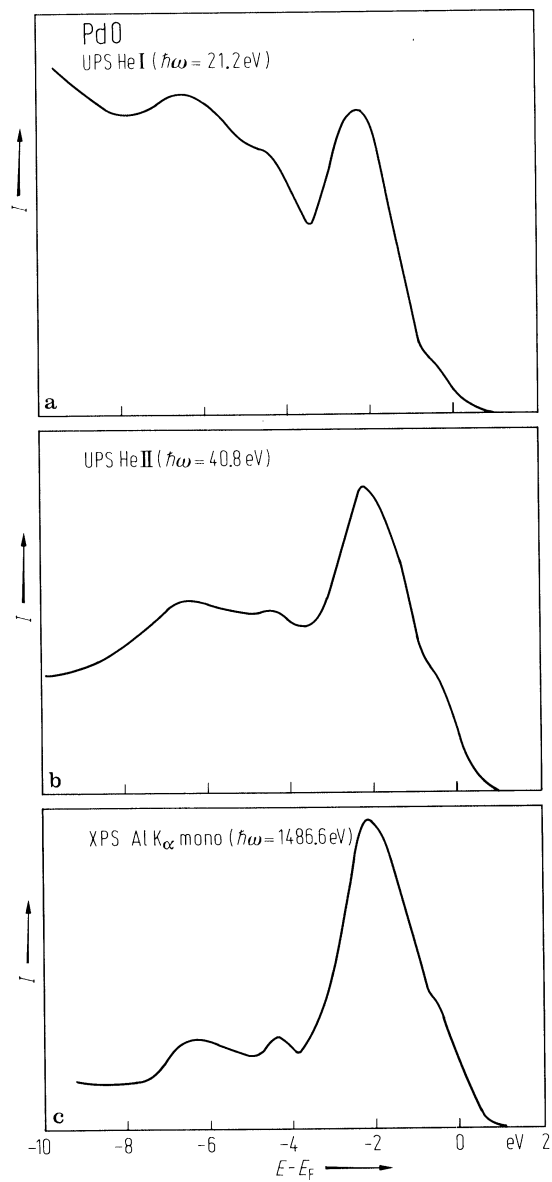 PdO
UPS He I (ħω = 21.2 eV)
I
a
UPS He II (ħω = 40.8 eV)
I
b
XPS Al Kα mono (ħω = 1486.6 eV)
I
c
-10 -8 -6 -4 -2 0 eV 2
E-EF